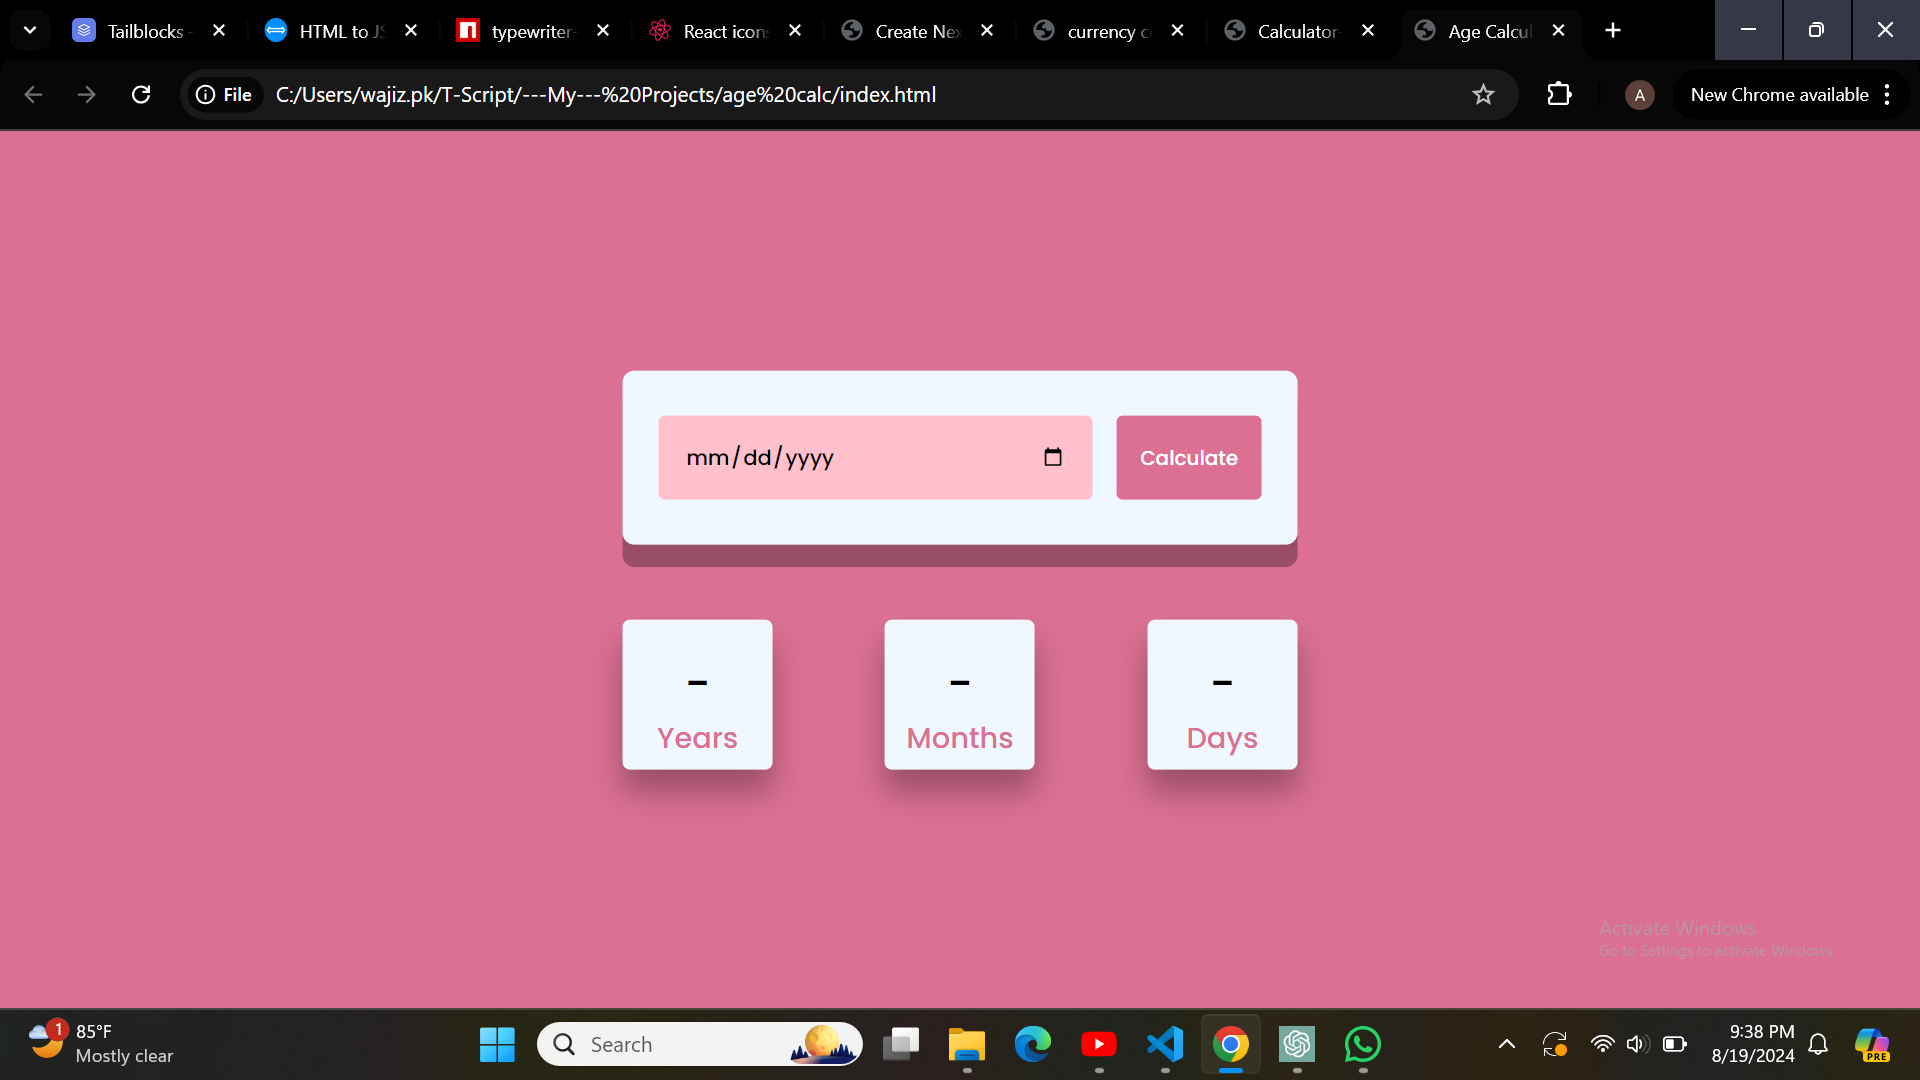 Tailblocks -
HTML to JS
typewriter-
React icons
Create Nex
currency co
Calculator-
Age Calcul
File
C:/Users/wajiz.pk/T-Script/---My---%20Projects/age%20calc/index.html
A
New Chrome available
mm/dd/yyyy
Calculate
-
-
-
Years
Months
Days
Activate Windows
Go to Settings to activate Windows.
1
85°F
Mostly clear
Search
9:38 PM
8/19/2024
PRE